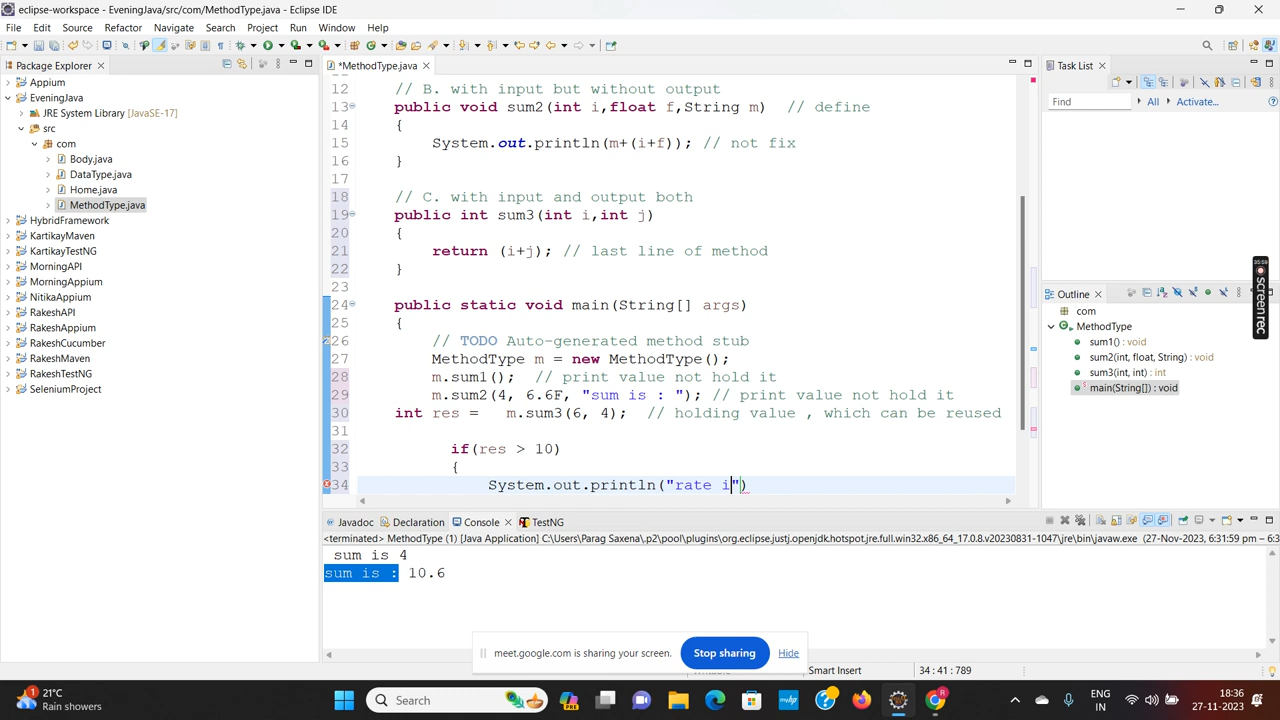 eclipse-workspace - EveningJava/src/com/MethodType.java - Eclipse IDE
File Edit Source Refactor Navigate Search Project Run Window Help
Package Explorer
Appium
EveningJava
JRE System Library [JavaSE-17]
src
com
Body.java
DataType.java
Home.java
MethodType.java
HybridFramework
KartikayMaven
KartikayTestNG
MorningAPI
MorningAppium
NitikaAppium
RakeshAPI
RakeshAppium
RakeshCucumber
RakeshMaven
RakeshTESTNG
SeleniumProject
*MethodType.java
12 // B. with input but without output
13 public void sum2(int i,float f,String m) // define
14 {
15 System.out.println(m+(i+f)); // not fix
16 }
17
18 // C. with input and output both
19 public int sum3(int i,int j)
20 {
21 return (i+j); // last line of method
22 }
23
24 public static void main(String[] args)
25 {
26 // TODO Auto-generated method stub
27 MethodType m = new MethodType();
28 m.sum1(); // print value not hold it
29 m.sum2(4, 6.6F, "sum is : "); // print value not hold it
30 int res = m.sum3(6, 4); // holding value , which can be reused
31
32 if(res > 10)
33 {
34 System.out.println("rate i")
Task List
Find All Activate...
Outline
com
MethodType
sum1() : void
sum2(int, float, String) : void
sum3(int, int) : int
main(String[]) : void
35:59
screenrec
Javadoc Declaration Console TestNG
<terminated> MethodType (1) [Java Application] C:\Users\Parag Saxena\.p2\pool\plugins\org.eclipse.justj.openjdk.hotspot.jre.full.win32.x86_64_17.0.8.v20230831-1047\jre\bin\javaw.exe (27-Nov-2023, 6:31:59 pm – 6:3
sum is 4
sum is : 10.6
meet.google.com is sharing your screen. Stop sharing Hide
Smart Insert 34 : 41 : 789
21°C
Rain showers
Search
ENG
IN
18:36
27-11-2023